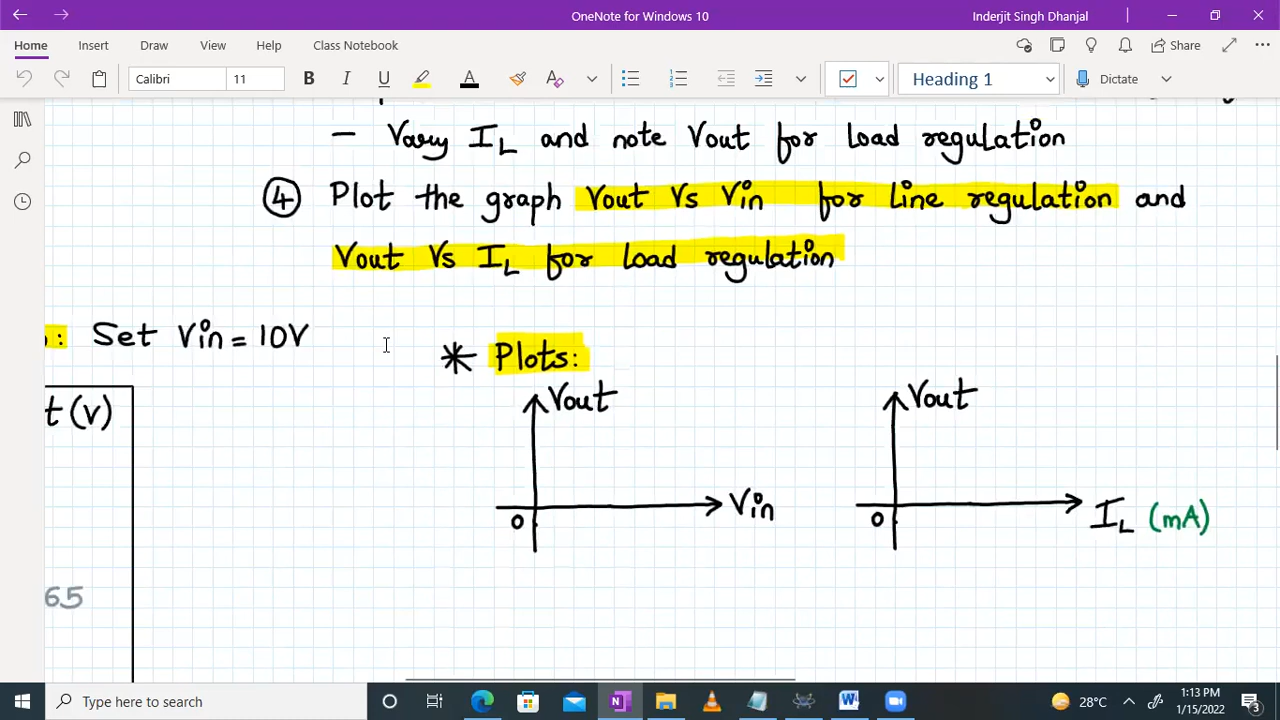 OneNote for Windows 10
Inderjit Singh Dhanjal
Home Insert Draw View Help Class Notebook
Share
Calibri 11 B I U A Heading 1 Dictate
- Vary IL and note Vout for load regulation
④ Plot the graph Vout Vs Vin for line regulation and
Vout Vs IL for load regulation
: Set Vin = 10V
* Plots:
t (v)
Vout
Vin
0
Vout
IL (mA)
0
65
Type here to search
28°C
1:13 PM
1/15/2022
3